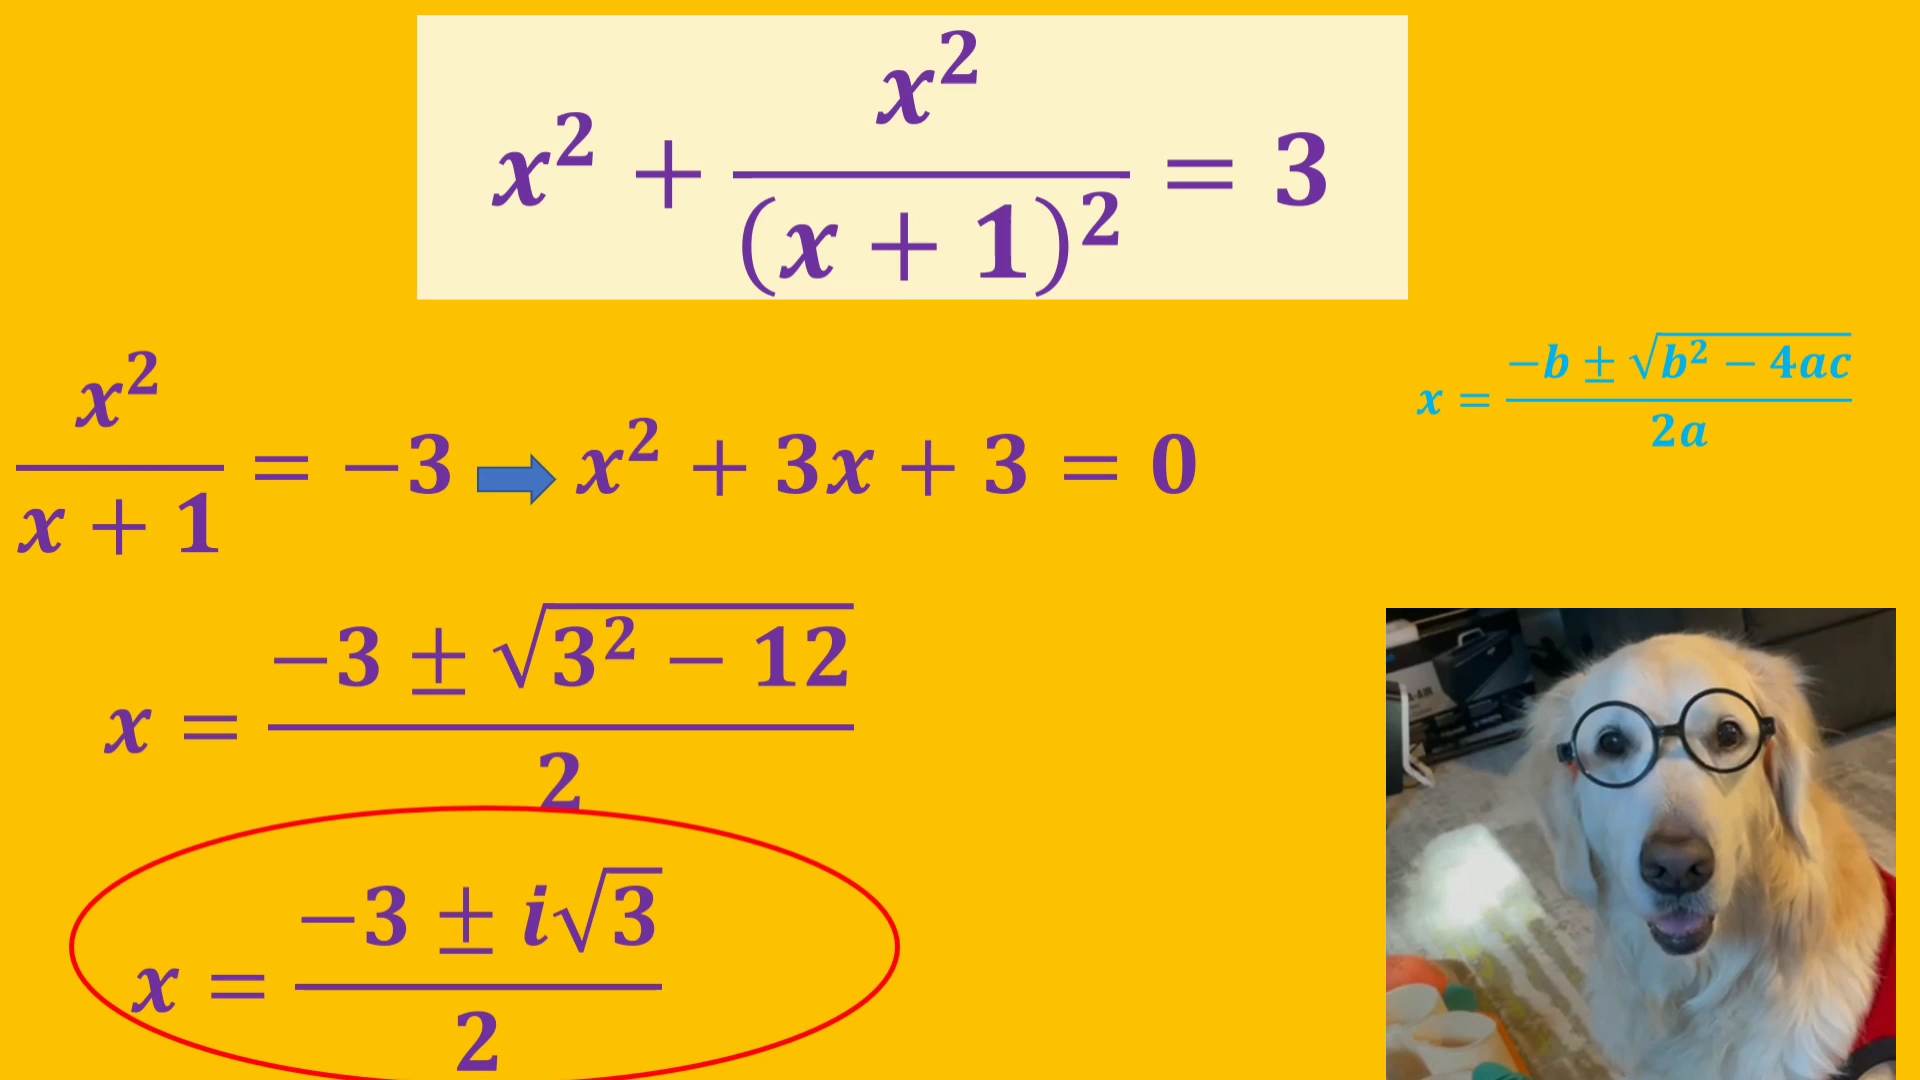 x² + x²/(x + 1)² = 3
x = (−b ± √(b² − 4ac))/2a
x²/(x + 1) = −3 ➡ x² + 3x + 3 = 0
x = (−3 ± √(3² − 12))/2
x = (−3 ± i√3)/2